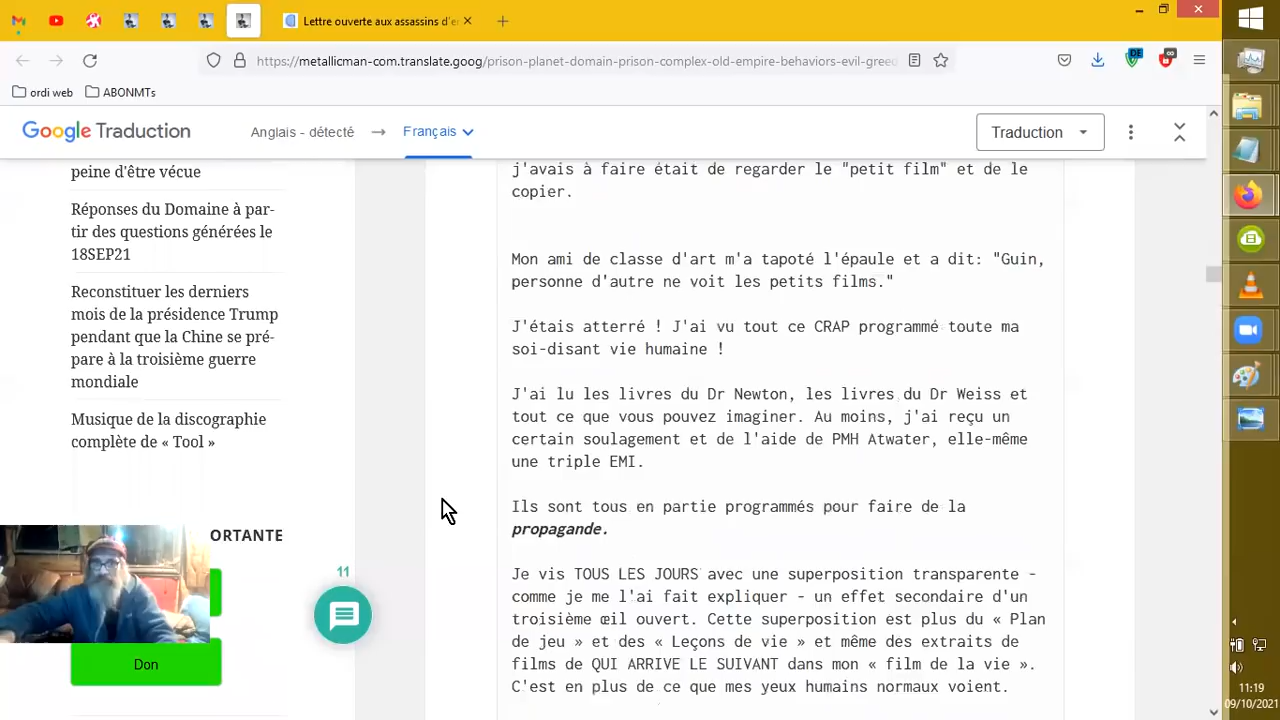 Lettre ouverte aux assassins d'e
https://metallicman-com.translate.goog/prison-planet-domain-prison-complex-old-empire-behaviors-evil-greed
DE
ordi web
ABONMTs
Google Traduction
Anglais - détecté
Français
Traduction
peine d'être vécue
Réponses du Domaine à par-
tir des questions générées le
18SEP21
Reconstituer les derniers
mois de la présidence Trump
pendant que la Chine se pré-
pare à la troisième guerre
mondiale
Musique de la discographie
complète de « Tool »
ORTANTE
Don
11
j'avais à faire était de regarder le "petit film" et de le
copier.
Mon ami de classe d'art m'a tapoté l'épaule et a dit: "Guin,
personne d'autre ne voit les petits films."
J'étais atterré ! J'ai vu tout ce CRAP programmé toute ma
soi-disant vie humaine !
J'ai lu les livres du Dr Newton, les livres du Dr Weiss et
tout ce que vous pouvez imaginer. Au moins, j'ai reçu un
certain soulagement et de l'aide de PMH Atwater, elle-même
une triple EMI.
Ils sont tous en partie programmés pour faire de la
propagande.
Je vis TOUS LES JOURS avec une superposition transparente -
comme je me l'ai fait expliquer - un effet secondaire d'un
troisième œil ouvert. Cette superposition est plus du « Plan
de jeu » et des « Leçons de vie » et même des extraits de
films de QUI ARRIVE LE SUIVANT dans mon « film de la vie ».
C'est en plus de ce que mes yeux humains normaux voient.
11:19
09/10/2021